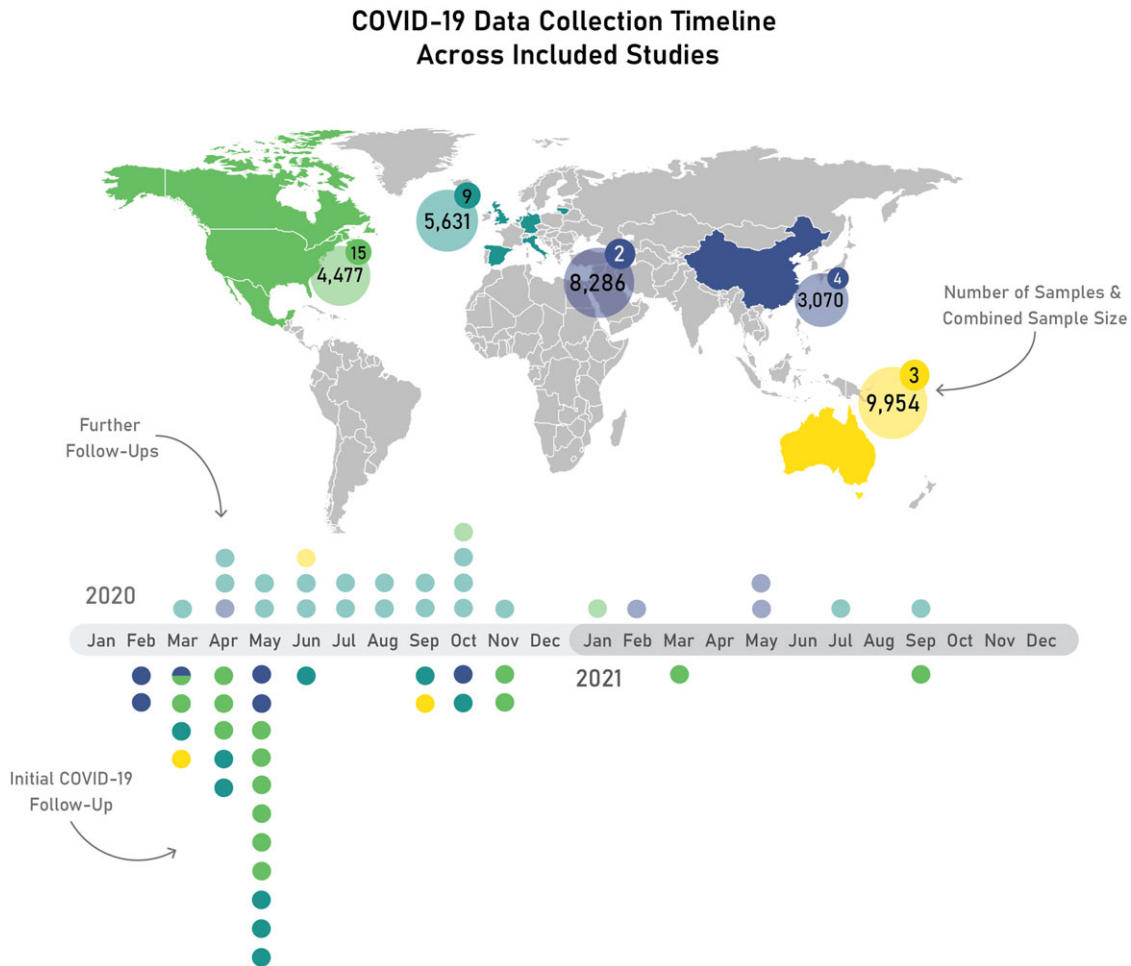 COVID-19 Data Collection Timeline
Across Included Studies
9
5,631
15
4,477
2
8,286
4
3,070
Number of Samples &
Combined Sample Size
3
9,954
Further
Follow-Ups
2020
Jan Feb Mar Apr May Jun Jul Aug Sep Oct Nov Dec Jan Feb Mar Apr May Jun Jul Aug Sep Oct Nov Dec
2021
Initial COVID-19
Follow-Up